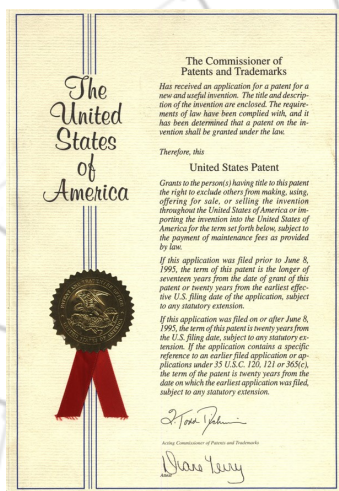 The
United
States
of
America
The Commissioner of
Patents and Trademarks
Has received an application for a patent for a
new and useful invention. The title and descrip-
tion of the invention are enclosed. The require-
ments of law have been complied with, and it
has been determined that a patent on the in-
vention shall be granted under the law.
Therefore, this
United States Patent
Grants to the person(s) having title to this patent
the right to exclude others from making, using,
offering for sale, or selling the invention
throughout the United States of America or im-
porting the invention into the United States of
America for the term set forth below, subject to
the payment of maintenance fees as provided
by law.
If this application was filed prior to June 8,
1995, the term of this patent is the longer of
seventeen years from the date of grant of this
patent or twenty years from the earliest effec-
tive U.S. filing date of the application, subject
to any statutory extension.
If this application was filed on or after June 8,
1995, the term of this patent is twenty years from
the U.S. filing date, subject to any statutory ex-
tension. If the application contains a specific
reference to an earlier filed application or ap-
plications under 35 U.S.C. 120, 121 or 365(c),
the term of the patent is twenty years from the
date on which the earliest application was filed,
subject to any statutory extension.
Acting Commissioner of Patents and Trademarks
Attest